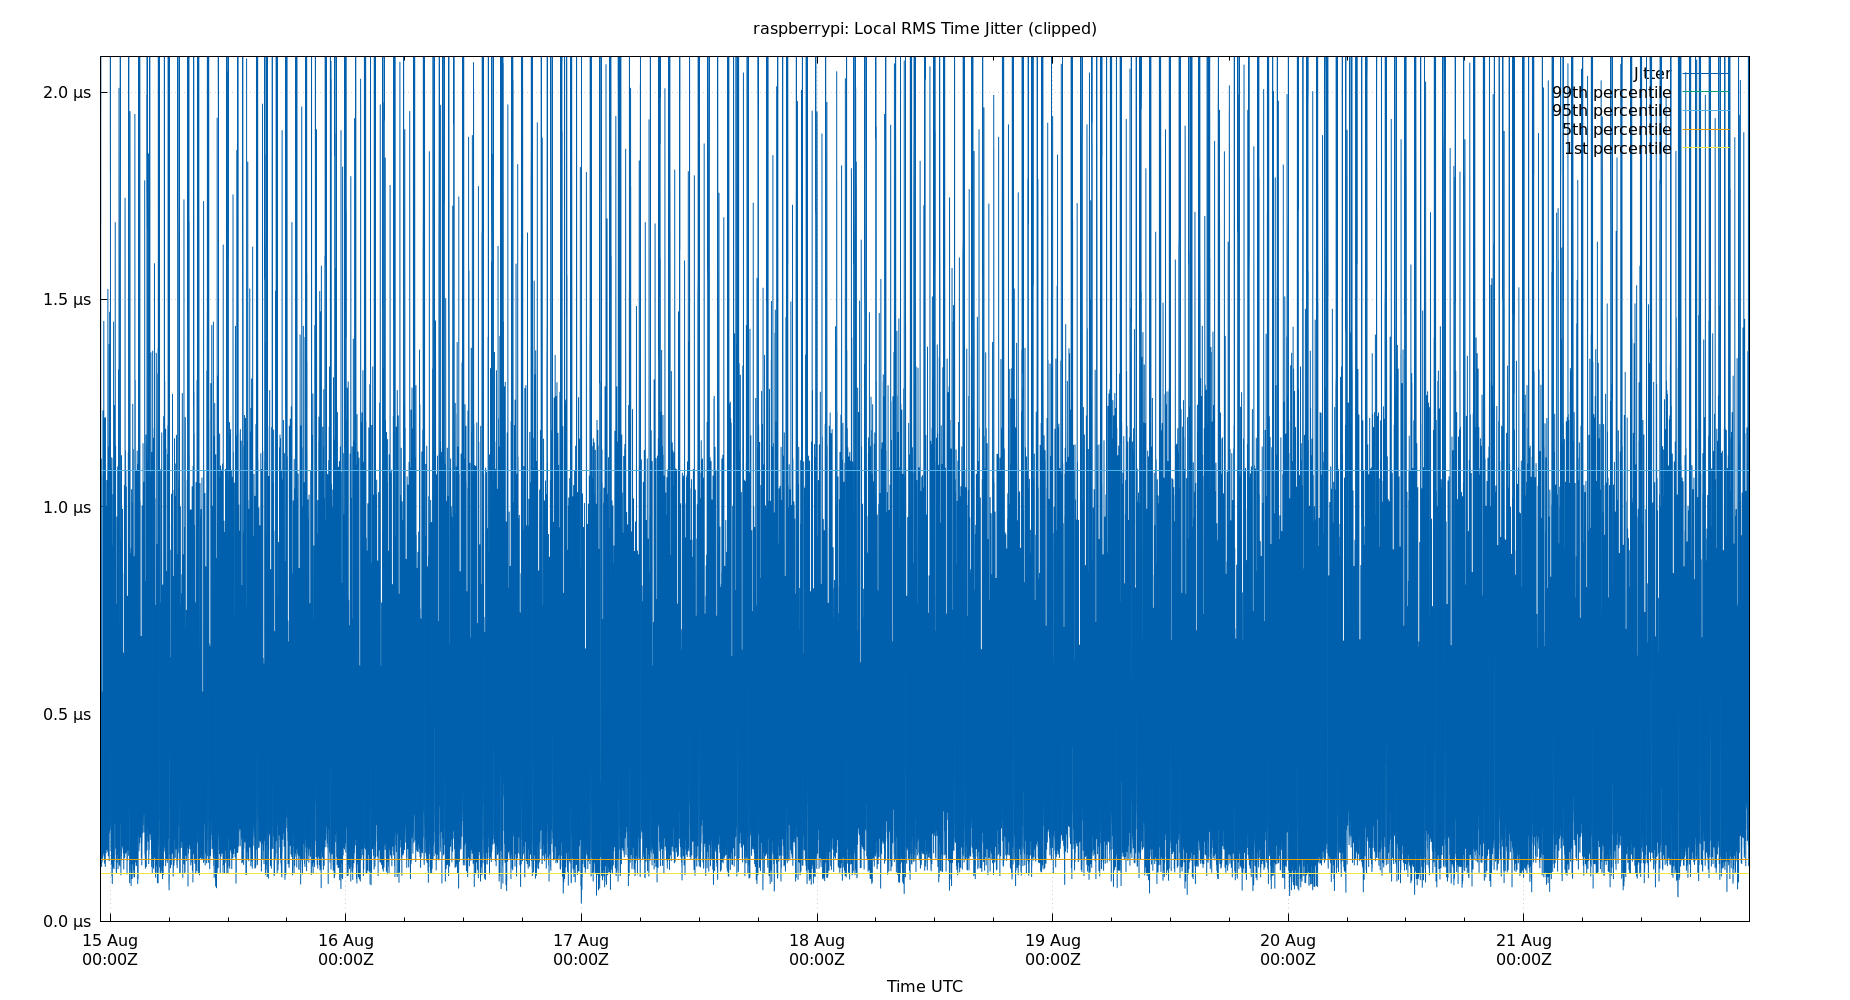 raspberrypi: Local RMS Time Jitter (clipped)
Jitter
99th percentile
95th percentile
5th percentile
1st percentile
2.0 μs
1.5 μs
1.0 μs
0.5 μs
0.0 μs
15 Aug 16 Aug 17 Aug 18 Aug 19 Aug 20 Aug 21 Aug
00:00Z 00:00Z 00:00Z 00:00Z 00:00Z 00:00Z 00:00Z
Time UTC